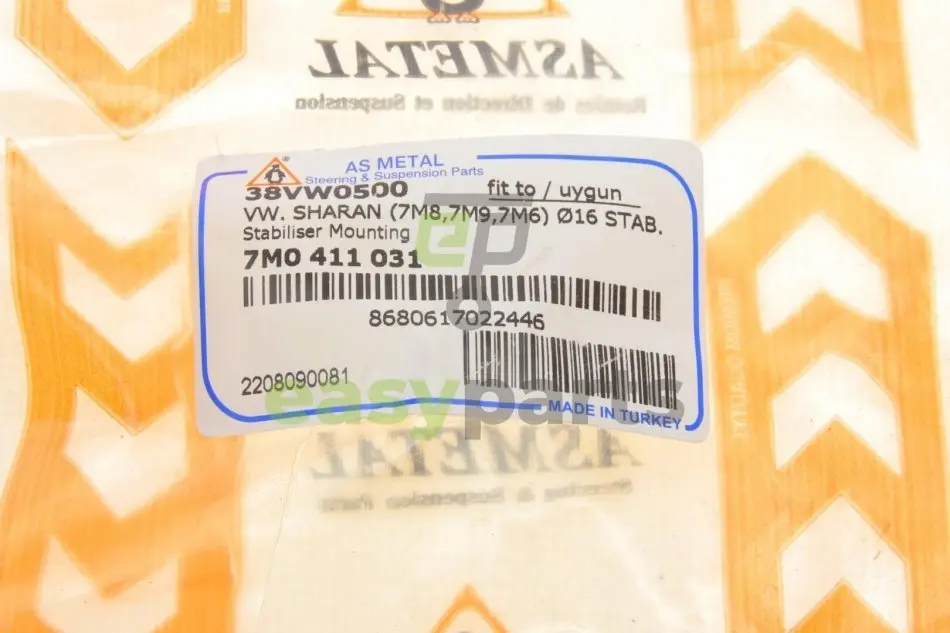 ASMETAL
Rotules de Direction et Suspension
AS METAL
Steering & Suspension Parts
38VW0500 fit to / uygun
VW. SHARAN (7M8,7M9,7M6) Ø16 STAB.
Stabiliser Mounting
7M0 411 031
8680617022446
2208090081
MADE IN TURKEY
easyparts
ASMETAL
Steering & Suspension Parts